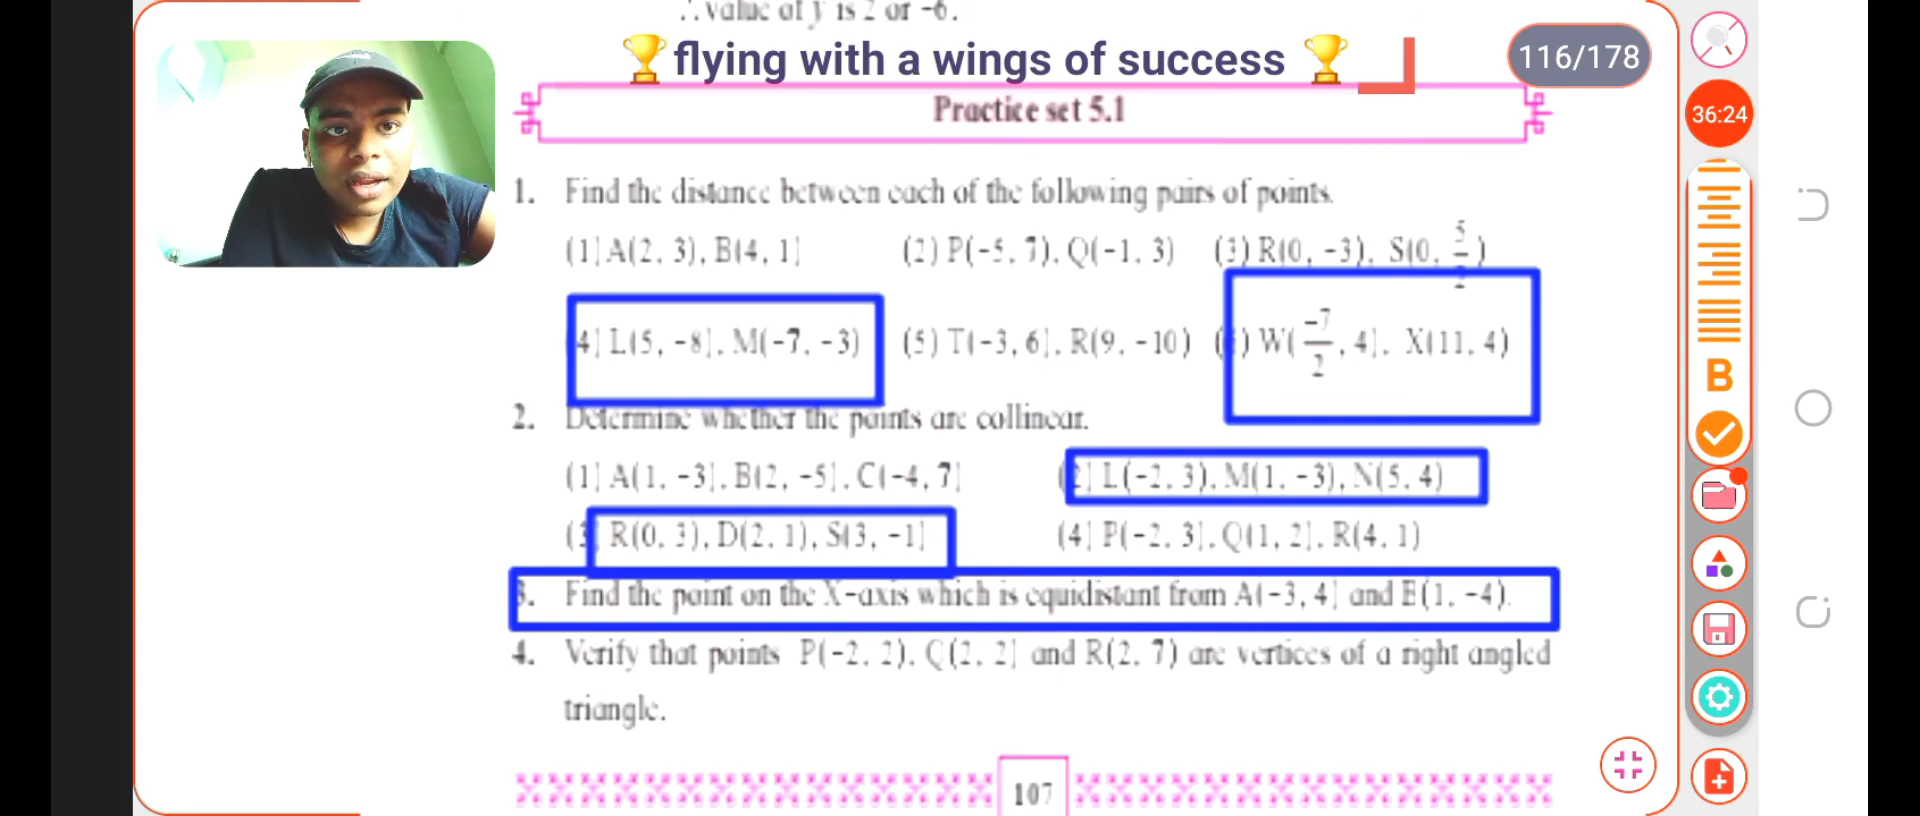 ∴ value of y is 2 or -6.
🏆 flying with a wings of success 🏆
116/178
36:24
Practice set 5.1
1. Find the distance between each of the following pairs of points.
(1) A(2, 3), B(4, 1) (2) P(-5, 7), Q(-1, 3) (3) R(0, -3), S(0, 5/2)
4) L(5, -8), M(-7, -3) (5) T(-3, 6), R(9, -10) ) W(-7/2, 4), X(11, 4)
2. Determine whether the points are collinear.
(1) A(1, -3), B(2, -5), C(-4, 7) (2) L(-2, 3), M(1, -3), N(5, 4)
(3) R(0, 3), D(2, 1), S(3, -1) (4) P(-2, 3), Q(1, 2), R(4, 1)
3. Find the point on the X-axis which is equidistant from A(-3, 4) and B(1, -4).
4. Verify that points P(-2, 2), Q(2, 2) and R(2, 7) are vertices of a right angled
triangle.
107
B